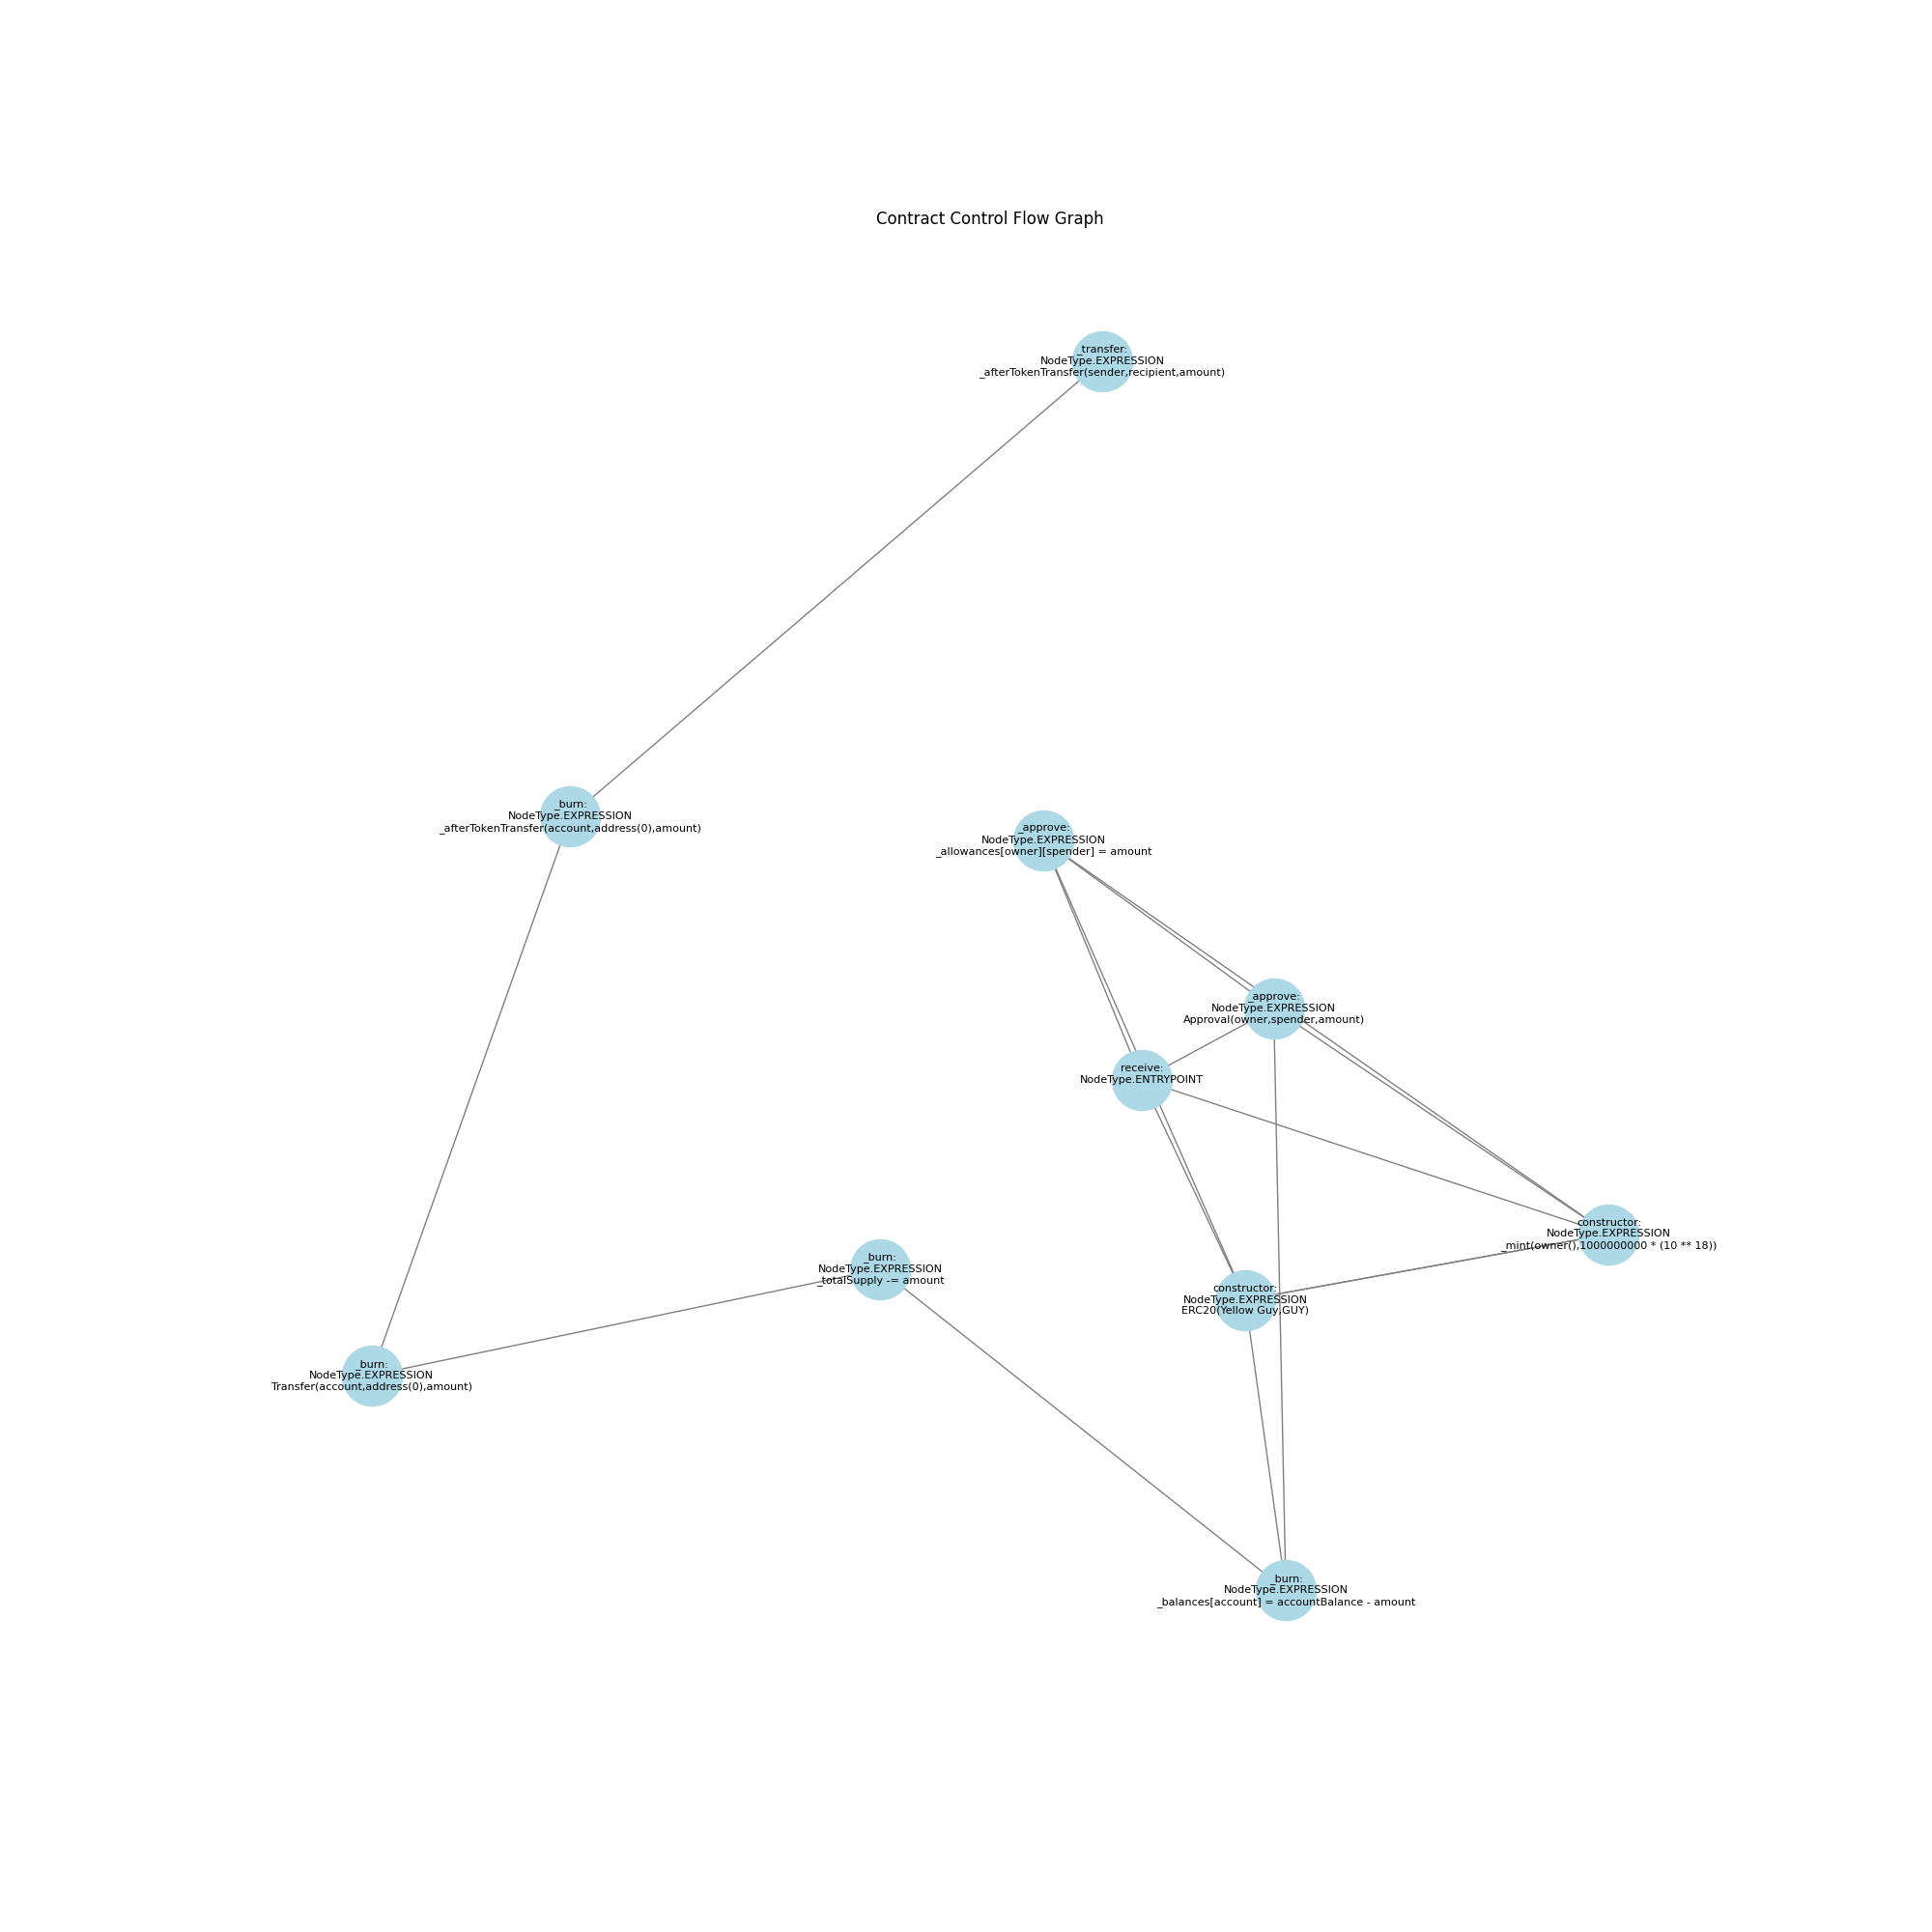 Contract Control Flow Graph
_transfer:
NodeType.EXPRESSION
_afterTokenTransfer(sender,recipient,amount)
_burn:
NodeType.EXPRESSION
_afterTokenTransfer(account,address(0),amount)
_approve:
NodeType.EXPRESSION
_allowances[owner][spender] = amount
_approve:
NodeType.EXPRESSION
Approval(owner,spender,amount)
receive:
NodeType.ENTRYPOINT
constructor:
NodeType.EXPRESSION
_mint(owner(),1000000000 * (10 ** 18))
_burn:
NodeType.EXPRESSION
_totalSupply -= amount
constructor:
NodeType.EXPRESSION
ERC20(Yellow Guy,GUY)
_burn:
NodeType.EXPRESSION
Transfer(account,address(0),amount)
_burn:
NodeType.EXPRESSION
_balances[account] = accountBalance - amount